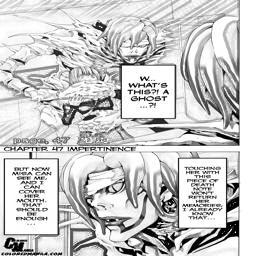 W...
WHAT'S
THIS?! A
GHOST
...?!
CHAPTER 47 IMPERTINENCE
TOUCHING
HER WITH
THIS
PIECE OF
DEATH
NOTE
WON'T
RETURN
HER
MEMORIES;
I ALREADY
KNOW
THAT...
BUT NOW
MISA CAN
SEE ME,
AND I
CAN
COVER
HER
MOUTH.
THAT
SHOULD
BE
ENOUGH
...